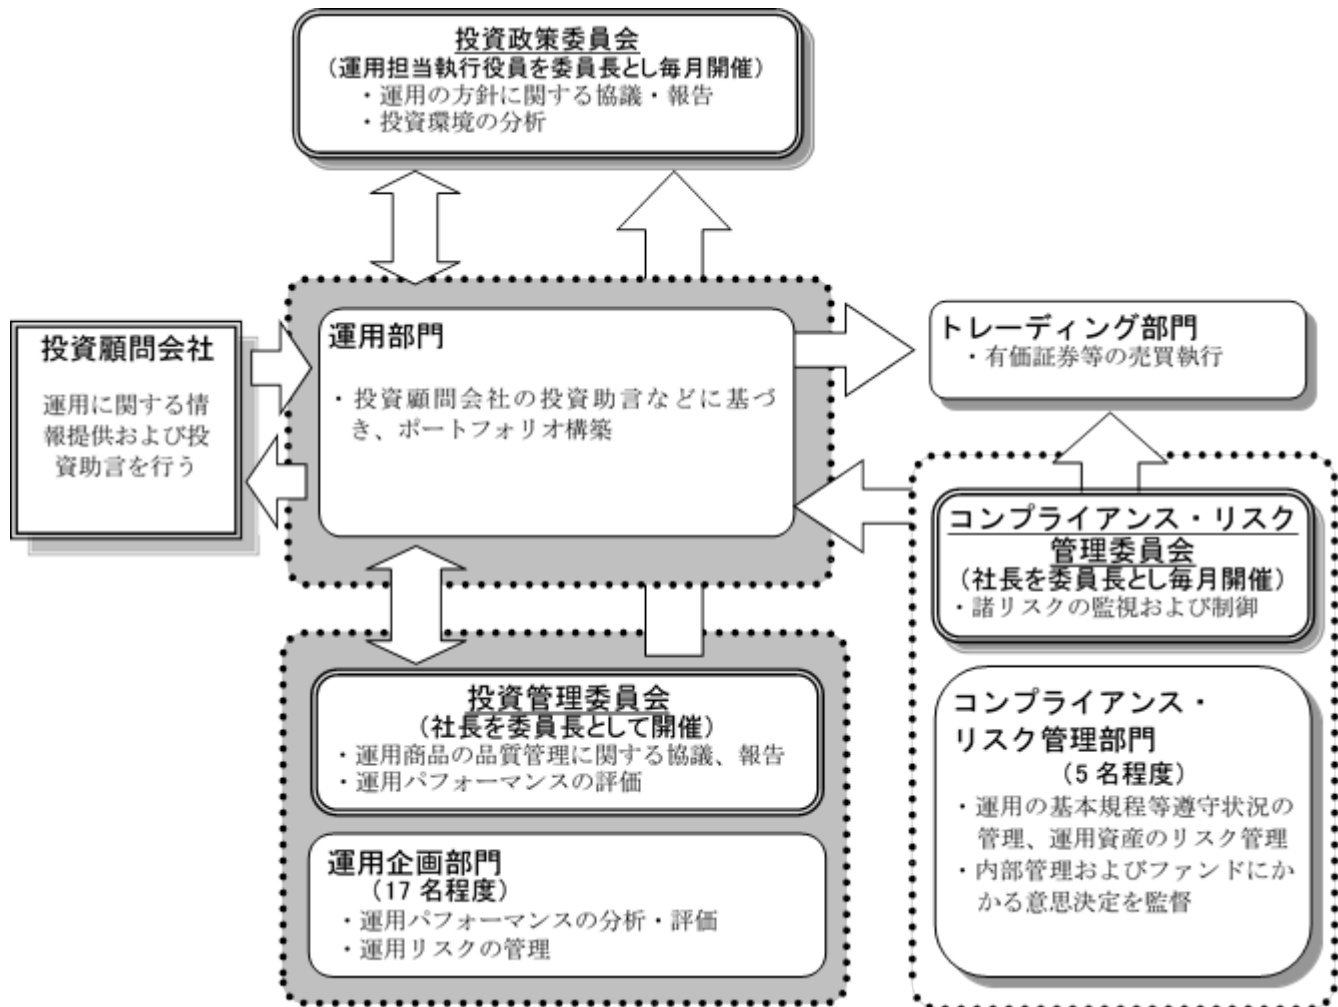 投資政策委員会
（運用担当執行役員を委員長とし毎月開催）
・運用の方針に関する協議・報告
・投資環境の分析
投資顧問会社
運用に関する情
報提供および投
資助言を行う
運用部門
・投資顧問会社の投資助言などに基づ
き、ポートフォリオ構築
トレーディング部門
・有価証券等の売買執行
コンプライアンス・リスク
管理委員会
（社長を委員長とし毎月開催）
・諸リスクの監視および制御
投資管理委員会
（社長を委員長として開催）
・運用商品の品質管理に関する協議、報告
・運用パフォーマンスの評価
運用企画部門
（17 名程度）
・運用パフォーマンスの分析・評価
・運用リスクの管理
コンプライアンス・
リスク管理部門
（5 名程度）
・運用の基本規程等遵守状況の
管理、運用資産のリスク管理
・内部管理およびファンドにか
かる意思決定を監督